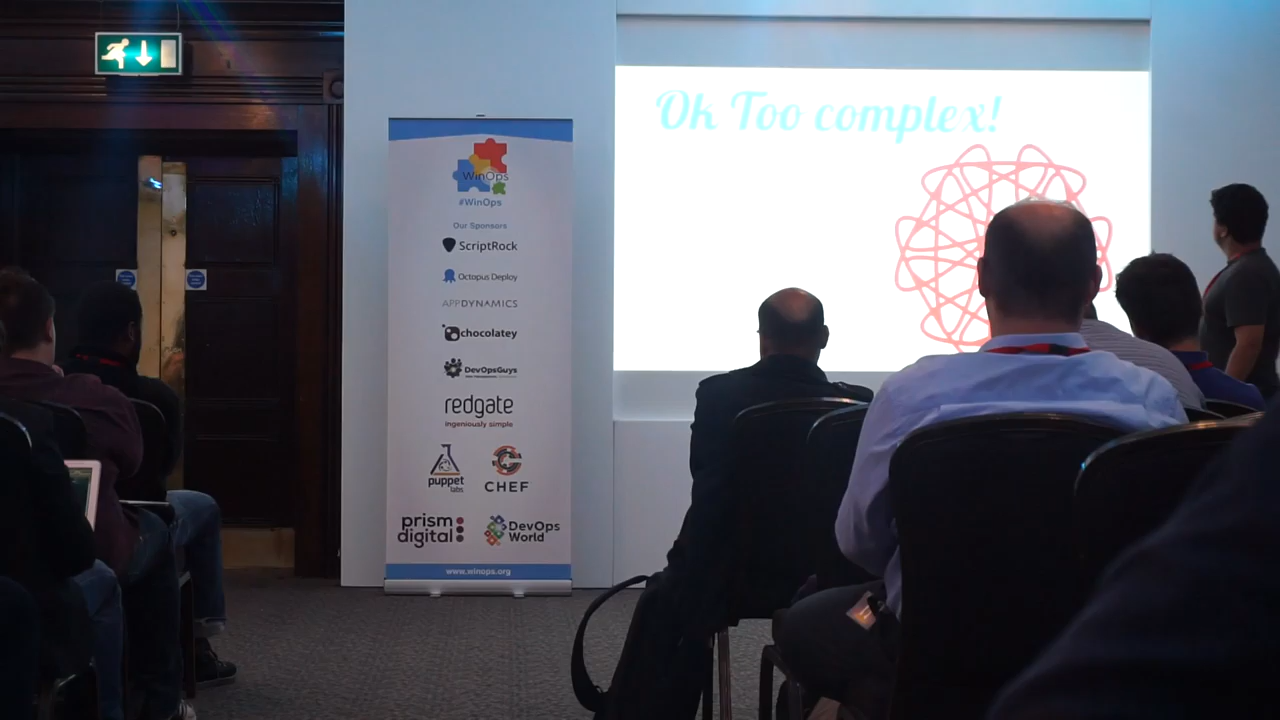 Ok Too complex!
WinOps
#WinOps
Our Sponsors
ScriptRock
Octopus Deploy
APPDYNAMICS
chocolatey
DevOpsGuys
redgate
ingeniously simple
puppet
labs
CHEF
prism
digital
DevOps
World
www.winops.org